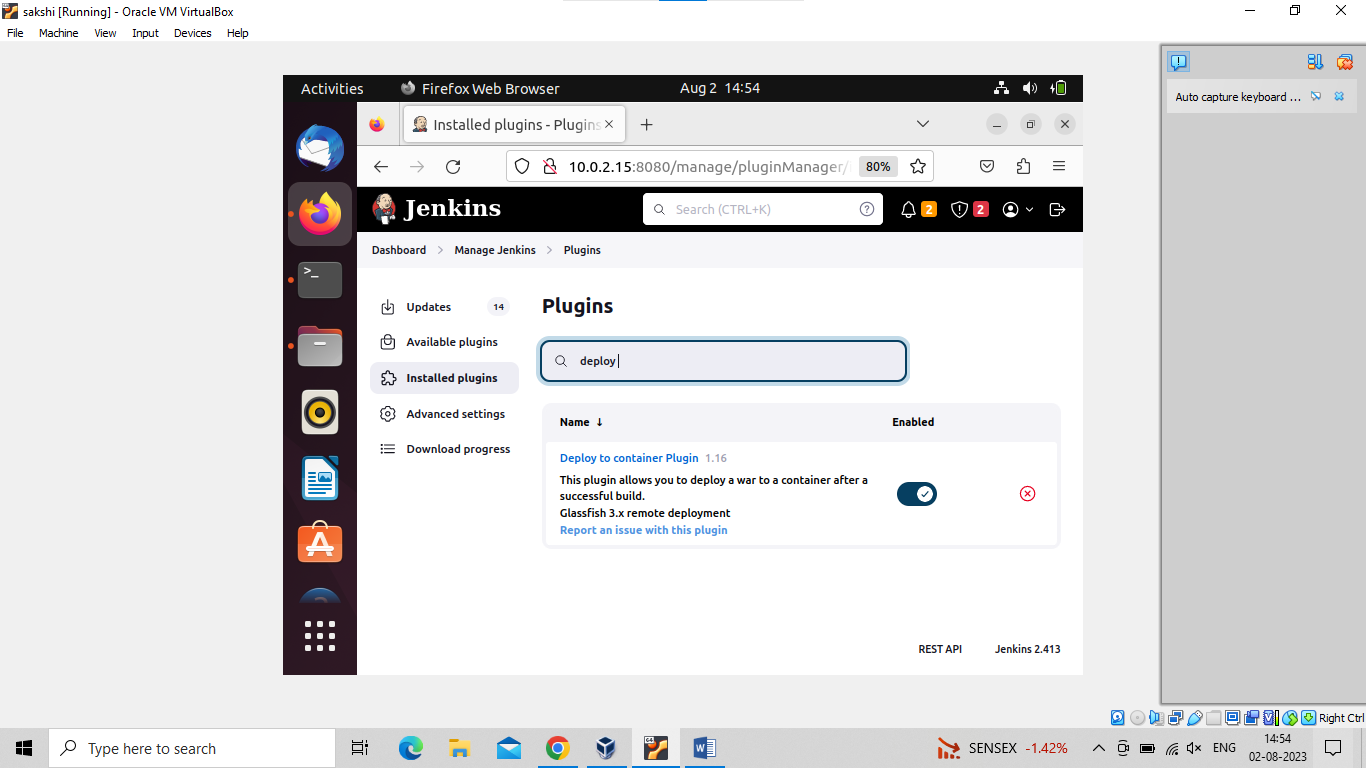 sakshi [Running] - Oracle VM VirtualBox
File Machine View Input Devices Help
Auto capture keyboard ...
Activities Firefox Web Browser Aug 2 14:54
Installed plugins - Plugins
10.0.2.15:8080/manage/pluginManager/ 80%
Jenkins Search (CTRL+K) 2 2
Dashboard > Manage Jenkins > Plugins
Updates 14
Available plugins
Installed plugins
Advanced settings
Download progress
Plugins
deploy
Name ↓ Enabled
Deploy to container Plugin 1.16
This plugin allows you to deploy a war to a container after a
successful build.
Glassfish 3.x remote deployment
Report an issue with this plugin
REST API Jenkins 2.413
Right Ctrl
Type here to search
SENSEX -1.42%
ENG
14:54
02-08-2023